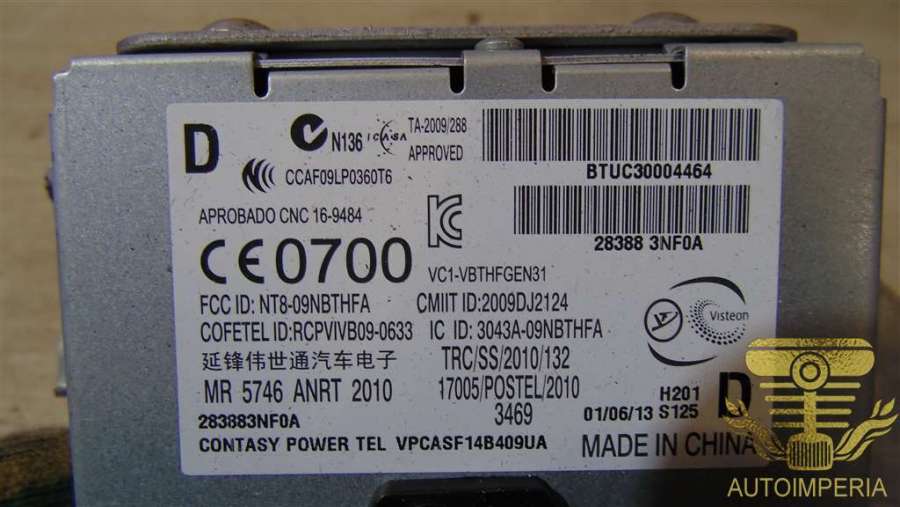 D
N136
ICASA
TA-2009/288
APPROVED
CCAF09LP0360T6
APROBADO CNC 16-9484
BTUC30004464
28388 3NF0A
CE0700
VC1-VBTHFGEN31
FCC ID: NT8-09NBTHFA
CMIIT ID:2009DJ2124
COFETEL ID:RCPVIVB09-0633
IC ID: 3043A-09NBTHFA
Visteon
延锋伟世通汽车电子
TRC/SS/2010/132
MR 5746 ANRT 2010
17005/POSTEL/2010
3469
283883NF0A
01/06/13
H201
S125
D
CONTASY POWER TEL VPCASF14B409UA
MADE IN CHINA
AUTOIMPERIA